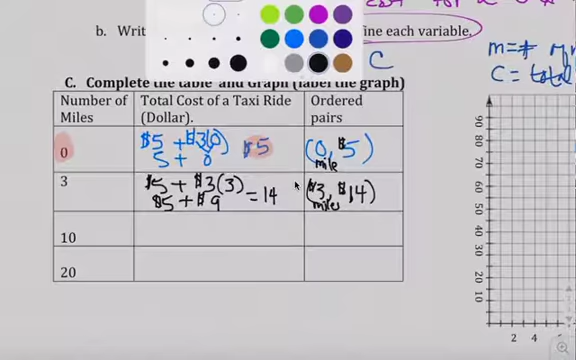 b. Writ
fine each variable.
C
m = #
C = total
C. Complete the table and Graph (label the graph)
Number of Miles
Total Cost of a Taxi Ride (Dollar).
Ordered pairs
0
$5 + $3(0)
5 + 0
$5
(0, $5)
mile
3
$5 + $3(3)
$5 + $9 = 14
($3, $14)
miles
10
20
90
80
70
60
50
40
30
20
10
2 4